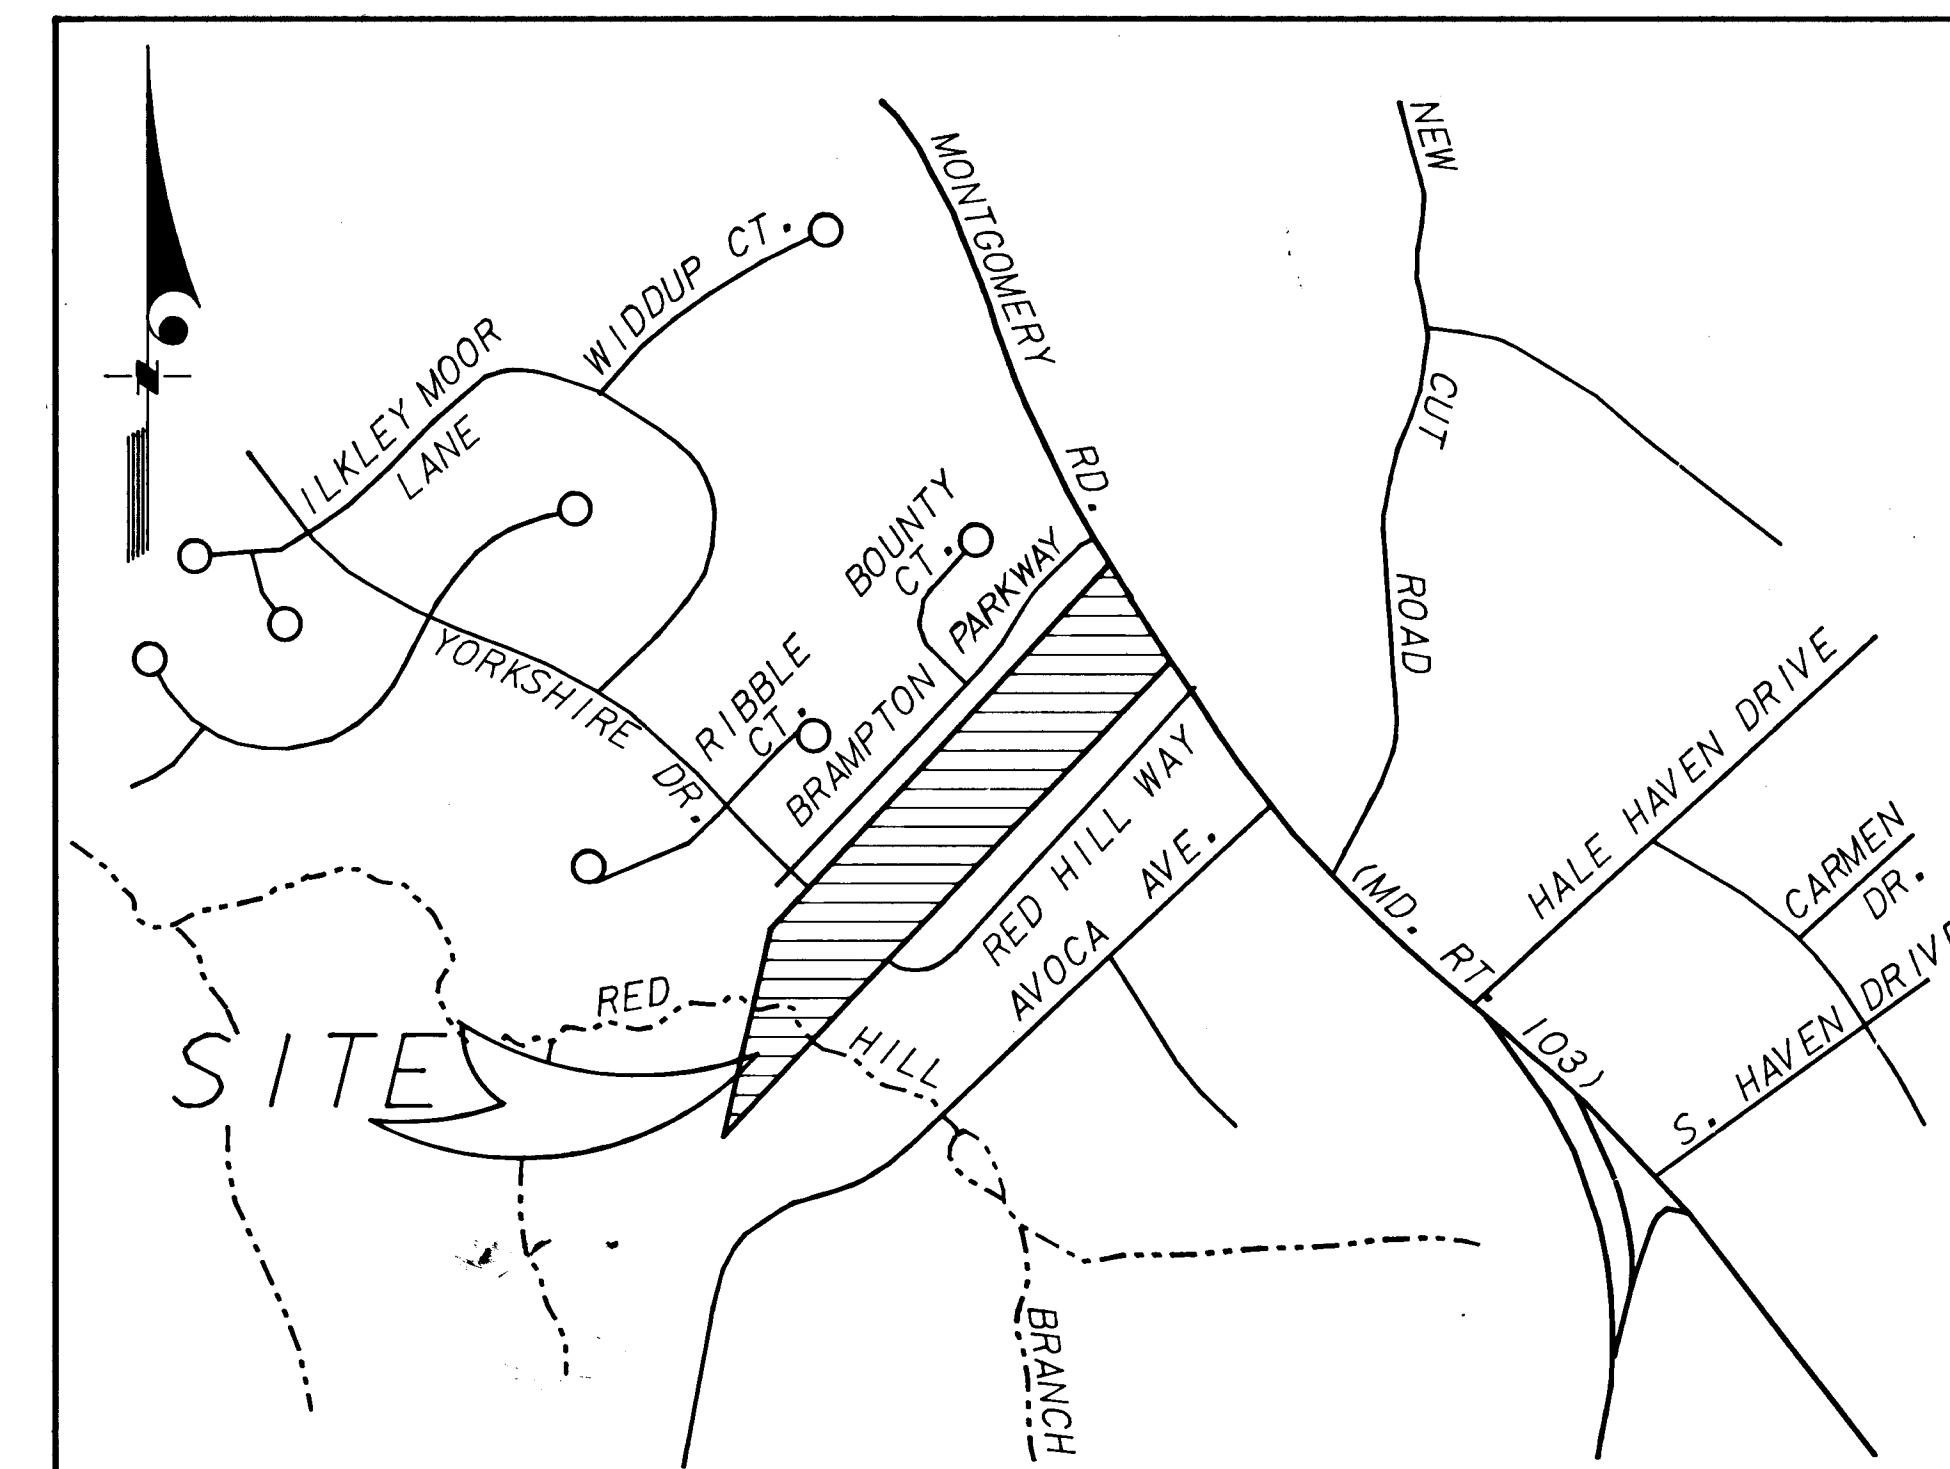 NEW
CUT
ROAD
MONTGOMERY
RD.
(MD. RT. 103)
WIDDUP CT.
ILKLEY MOOR
LANE
BOUNTY
CT.
BRAMPTON PARKWAY
RIBBLE
CT.
YORKSHIRE
DR.
RED HILL WAY
AVOCA AVE.
HALE HAVEN DRIVE
CARMEN
DR.
S. HAVEN DRIVE
SITE
RED
HILL
BRANCH